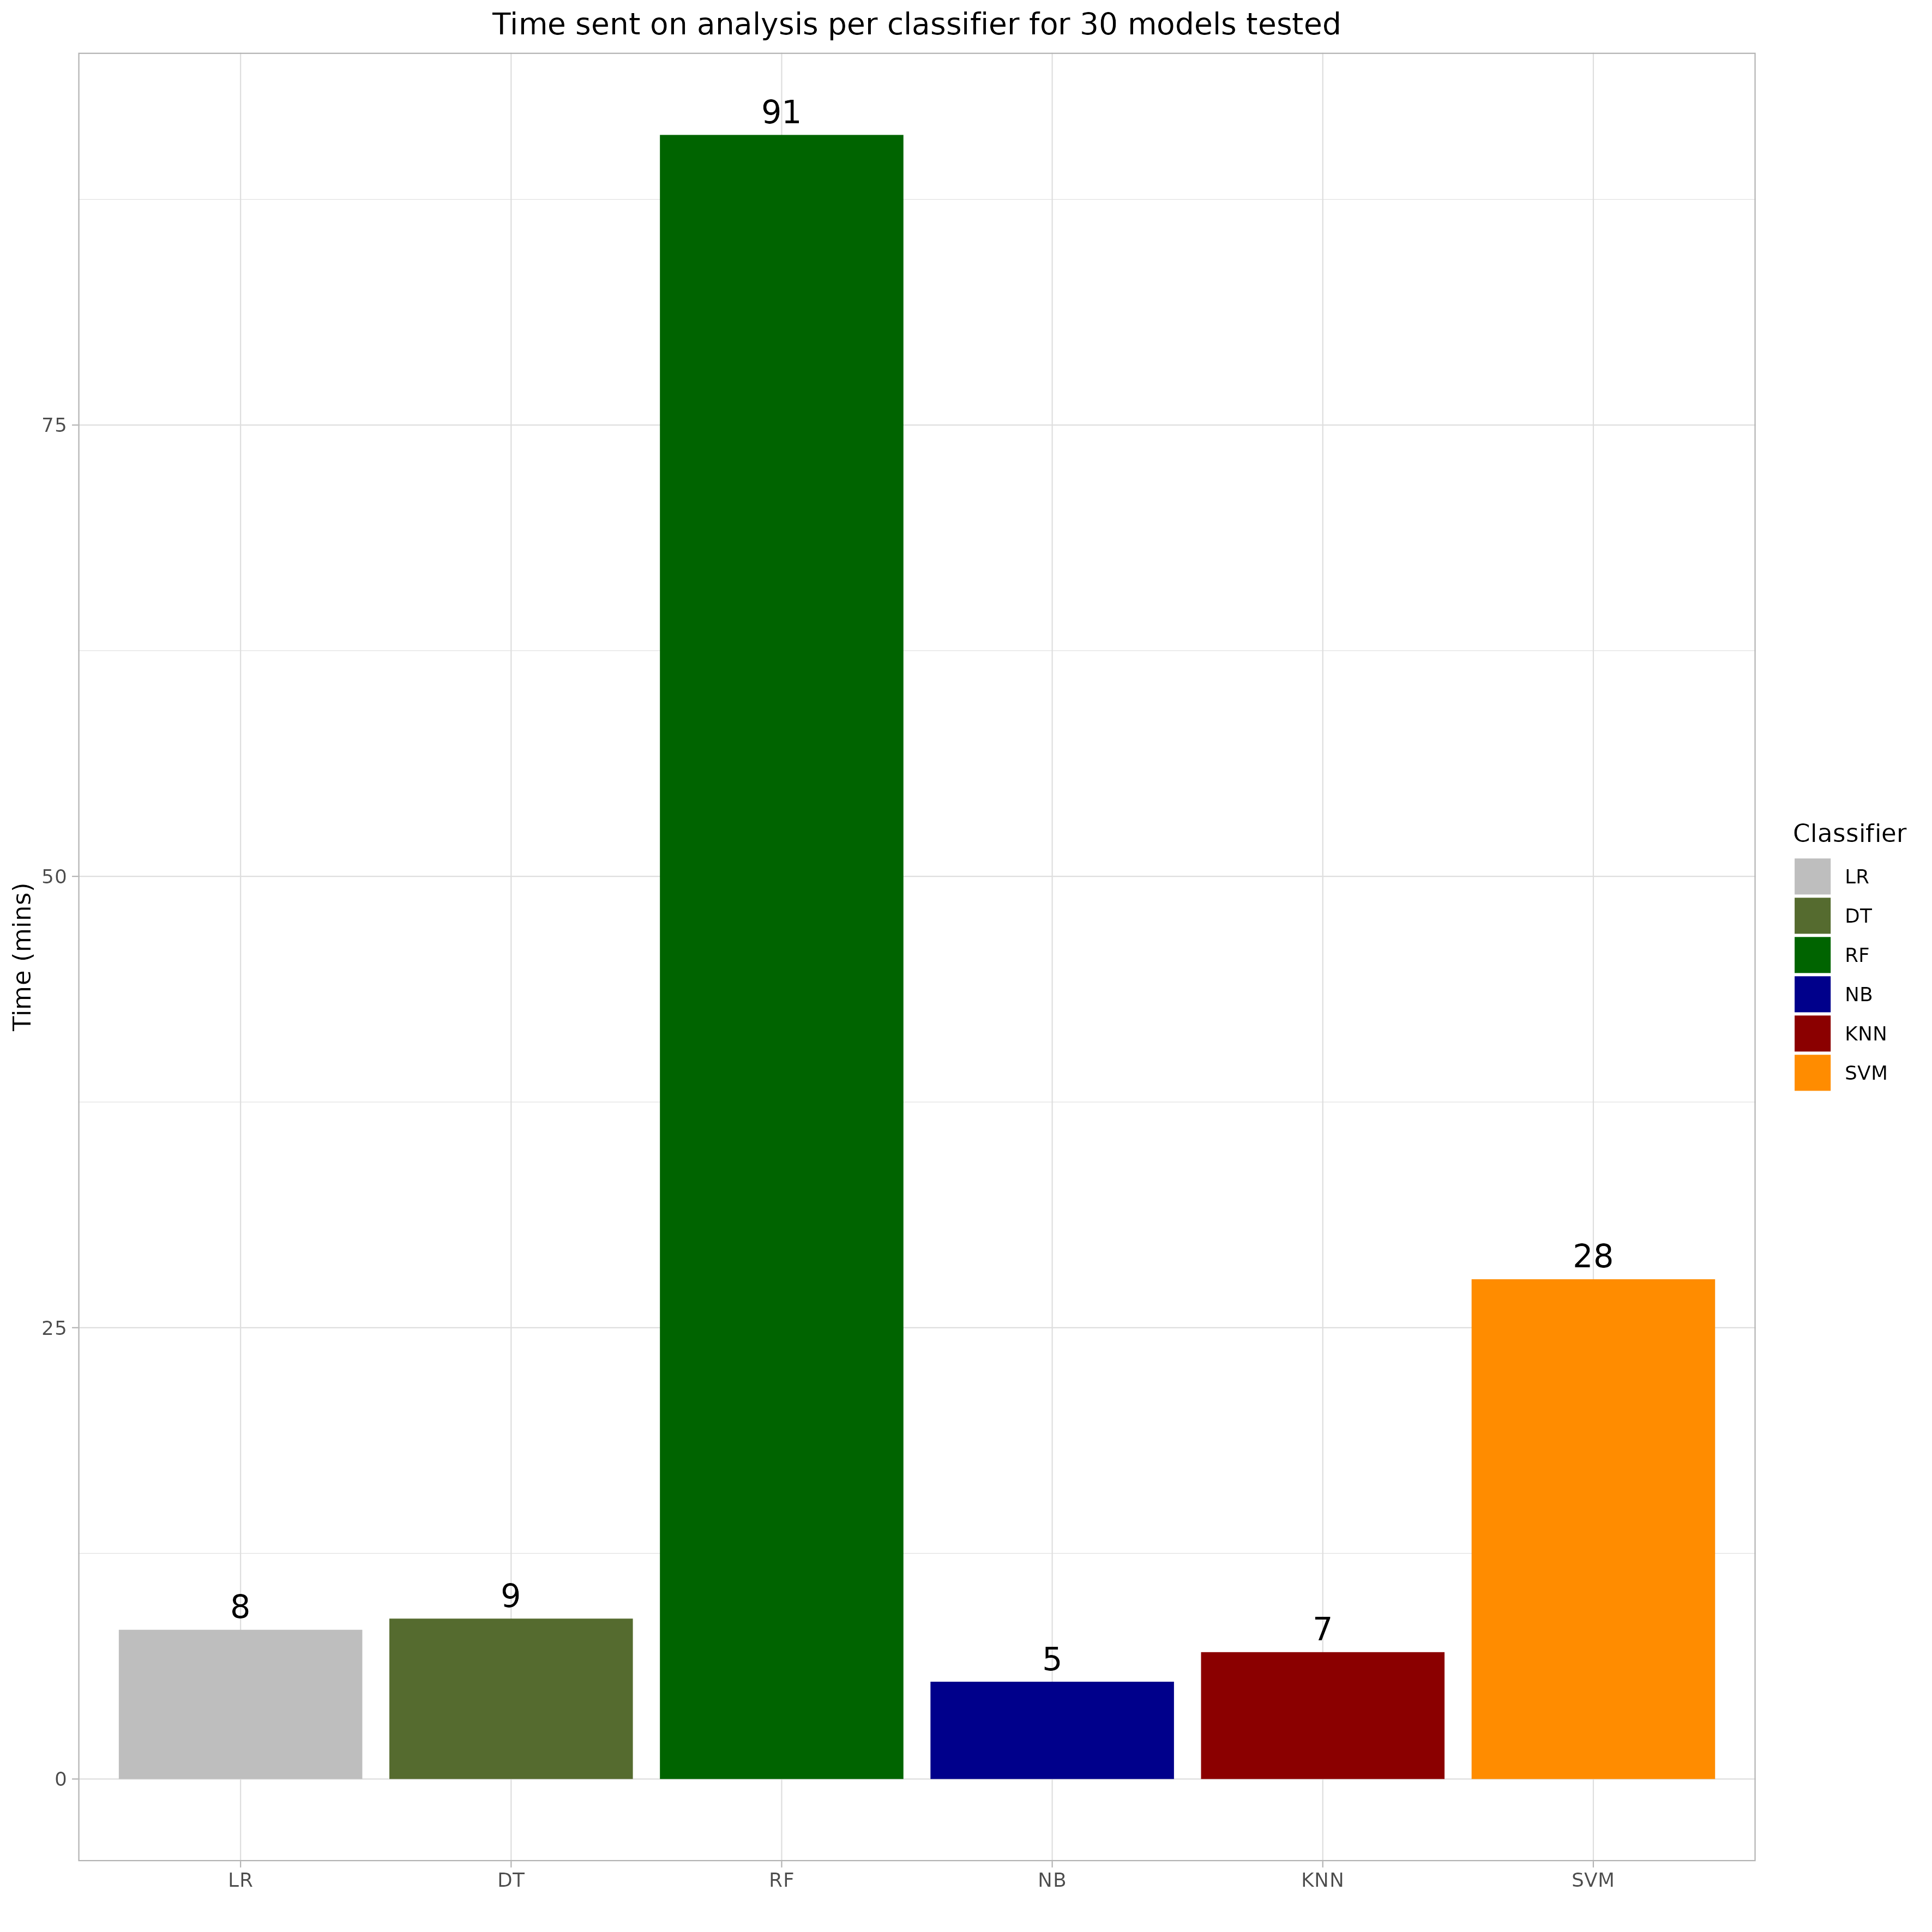 Time sent on analysis per classifier for 30 models tested
91
75
50
28
25
9
8
7
5
0
Time (mins)
LR DT RF NB KNN SVM
Classifier
LR
DT
RF
NB
KNN
SVM